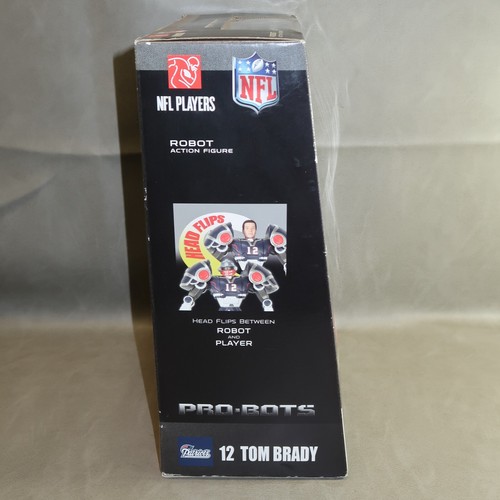 NFL PLAYERS
NFL
ROBOT
ACTION FIGURE
HEAD FLIPS
12
12
HEAD FLIPS BETWEEN
ROBOT
AND
PLAYER
PRO-BOTS
Patriots
12 TOM BRADY